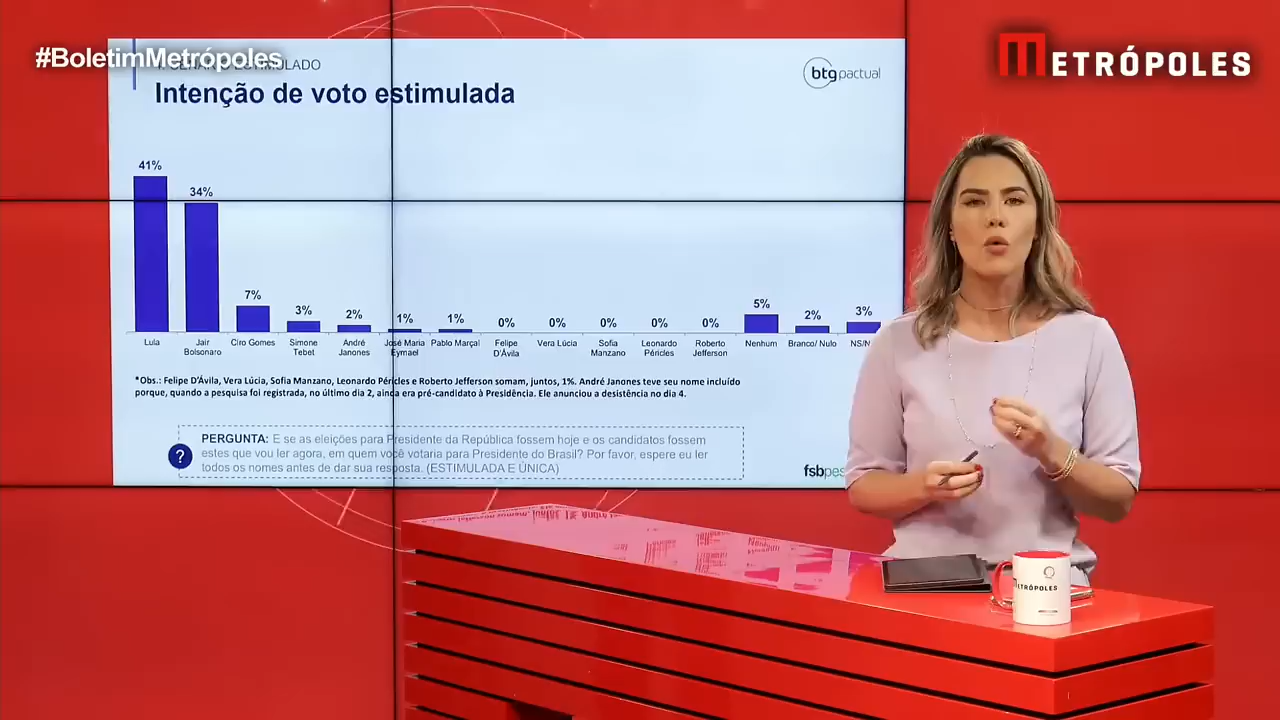 #BoletimMetrópoles
METRÓPOLES
ESTIMULADO
btgpactual
Intenção de voto estimulada
41%
34%
7%
3%
2%
1%
1%
0%
0%
0%
0%
0%
5%
2%
3%
Lula
Jair
Bolsonaro
Ciro Gomes
Simone
Tebet
André
Janones
José Maria
Eymael
Pablo Marçal
Felipe
D'Ávila
Vera Lúcia
Sofia
Manzano
Leonardo
Péricles
Roberto
Jefferson
Nenhum
Branco/ Nulo
NS/N
*Obs.: Felipe D'Ávila, Vera Lúcia, Sofia Manzano, Leonardo Péricles e Roberto Jefferson somam, juntos, 1%. André Janones teve seu nome incluído
porque, quando a pesquisa foi registrada, no último dia 2, ainda era pré-candidato à Presidência. Ele anunciou a desistência no dia 4.
?
PERGUNTA: E se as eleições para Presidente da República fossem hoje e os candidatos fossem
estes que vou ler agora, em quem você votaria para Presidente do Brasil? Por favor, espere eu ler
todos os nomes antes de dar sua resposta. (ESTIMULADA E ÚNICA)
fsbpes
METRÓPOLES